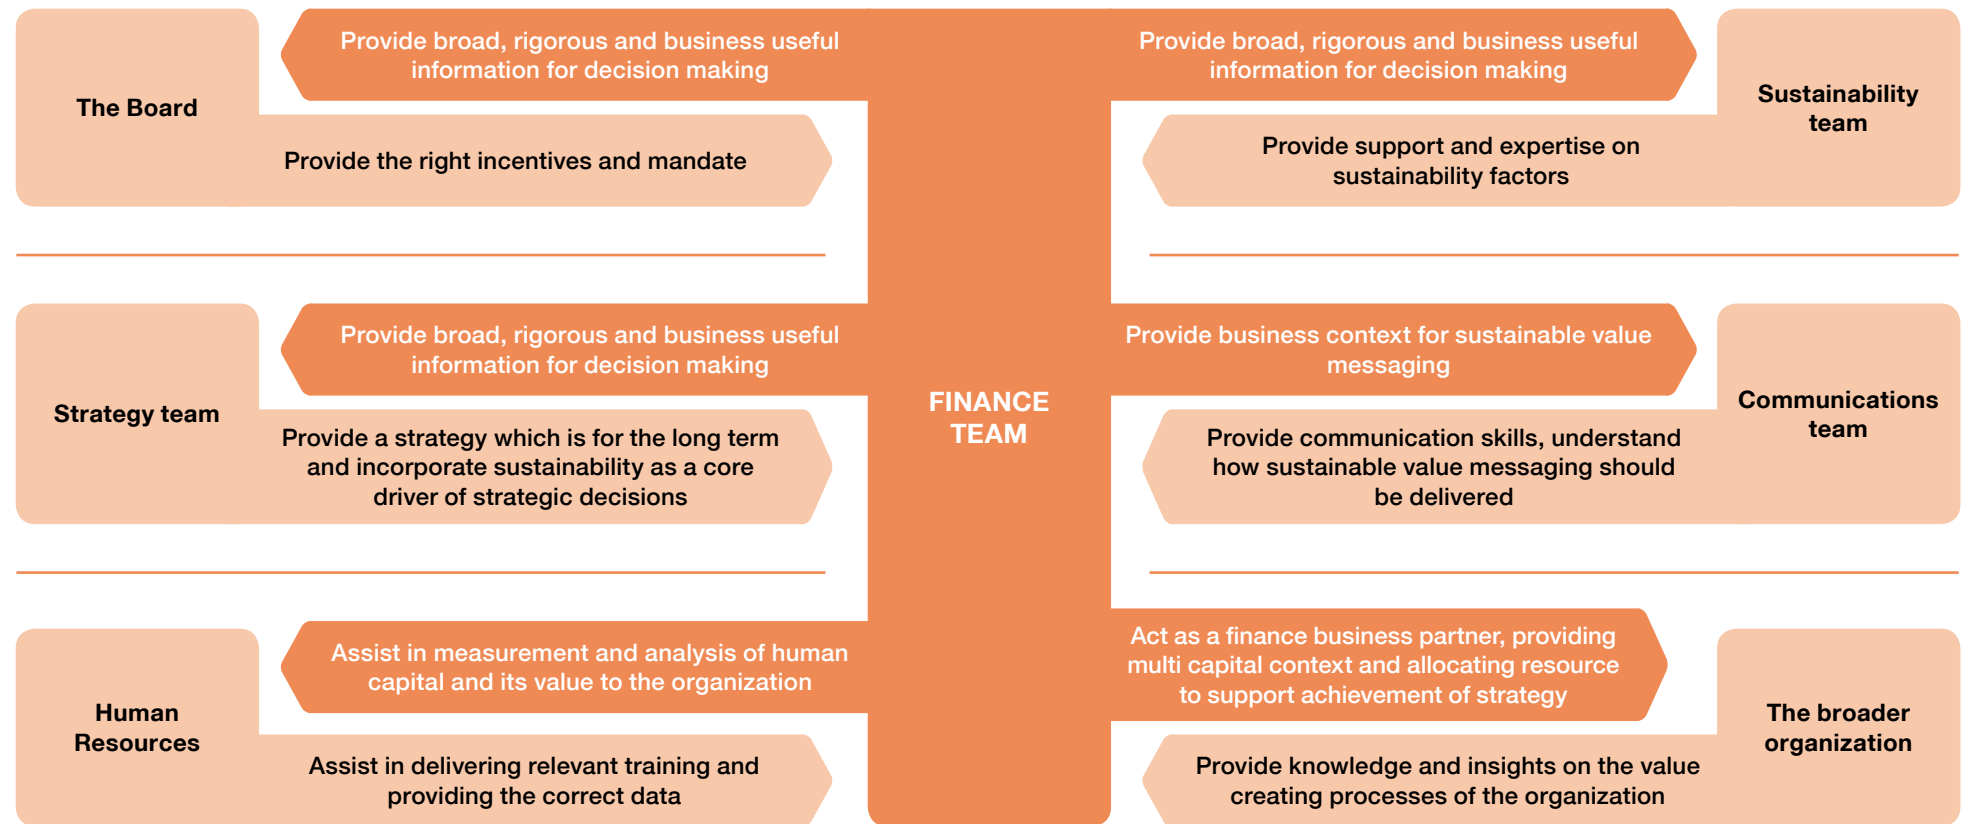 The Board
Provide broad, rigorous and business useful
information for decision making
Provide the right incentives and mandate
Strategy team
Provide broad, rigorous and business useful
information for decision making
Provide a strategy which is for the long term
and incorporate sustainability as a core
driver of strategic decisions
Human
Resources
Assist in measurement and analysis of human
capital and its value to the organization
Assist in delivering relevant training and
providing the correct data
FINANCE
TEAM
Provide broad, rigorous and business useful
information for decision making
Provide support and expertise on
sustainability factors
Sustainability
team
Provide business context for sustainable value
messaging
Provide communication skills, understand
how sustainable value messaging should
be delivered
Communications
team
Act as a finance business partner, providing
multi capital context and allocating resource
to support achievement of strategy
Provide knowledge and insights on the value
creating processes of the organization
The broader
organization